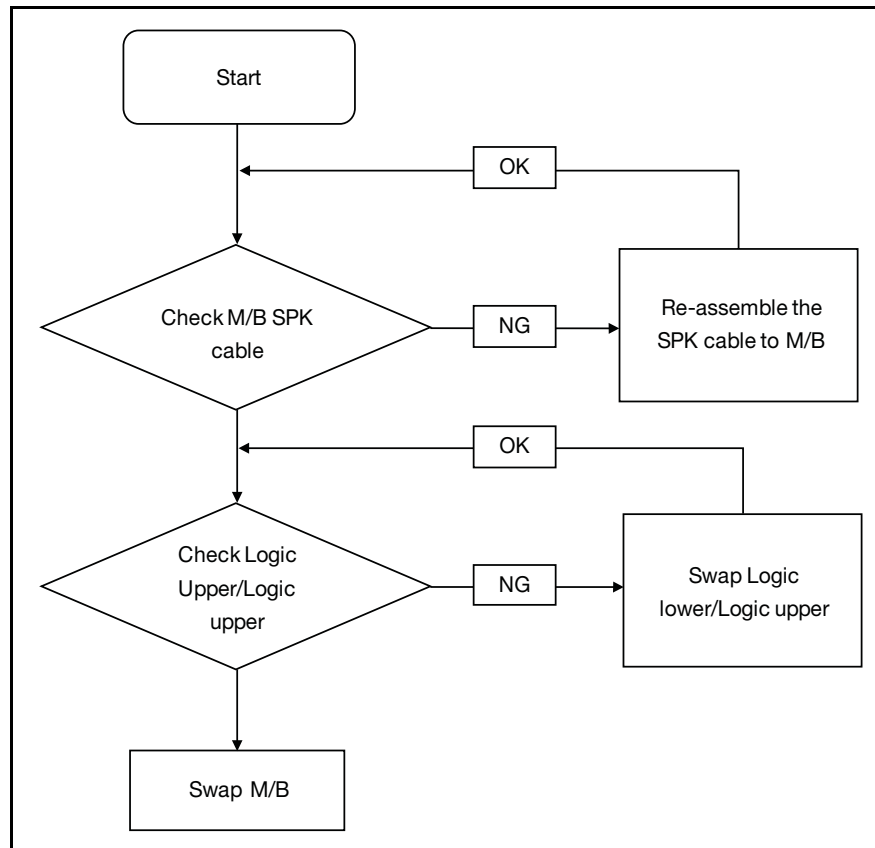 Start
OK
Check M/B SPK
cable
NG
Re-assemble the
SPK cable to M/B
OK
Check Logic
Upper/Logic
upper
NG
Swap Logic
lower/Logic upper
Swap M/B